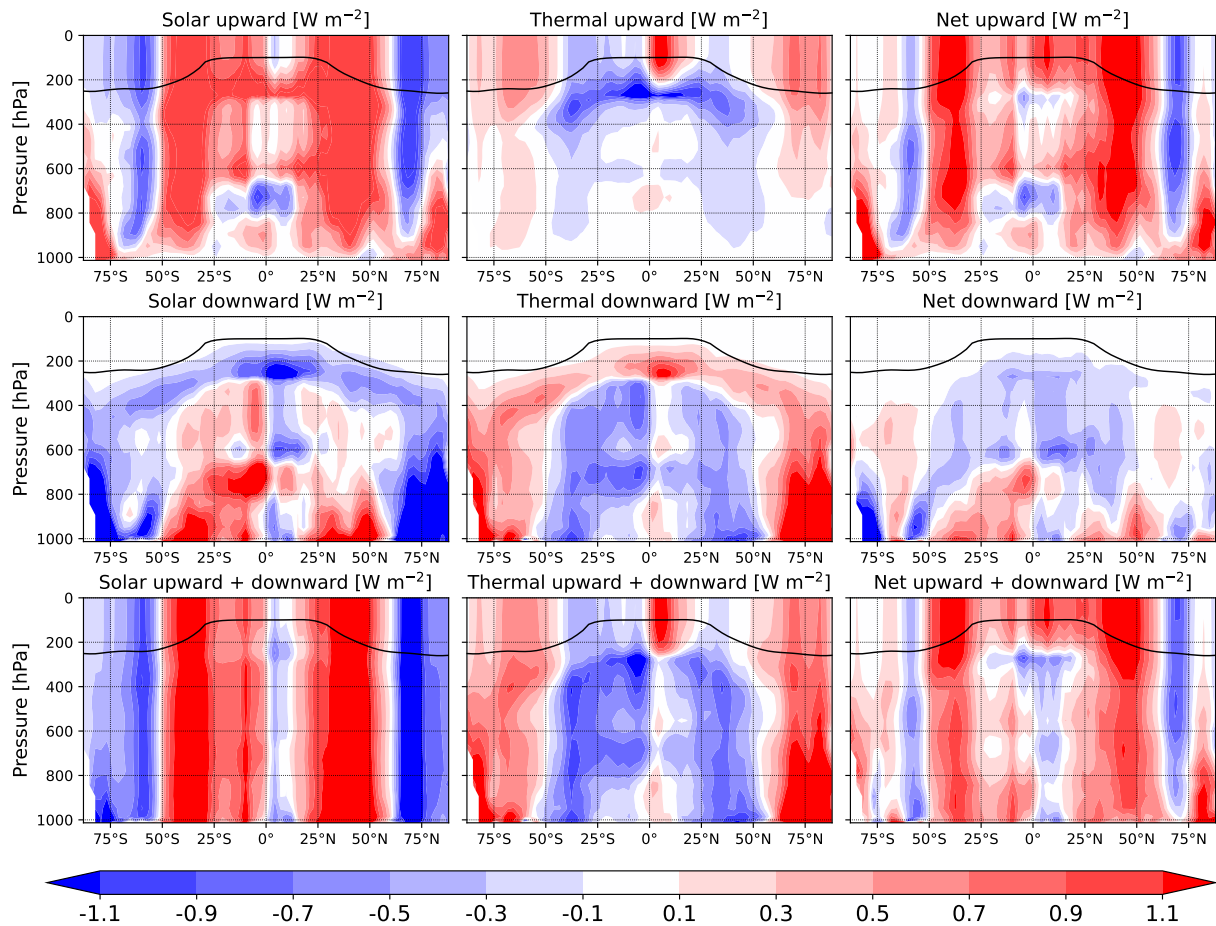 Solar upward [W m−2] Thermal upward [W m−2] Net upward [W m−2]
Pressure [hPa]
0
200
400
600
800
1000
75°S 50°S 25°S 0° 25°N 50°N 75°N 75°S 50°S 25°S 0° 25°N 50°N 75°N 75°S 50°S 25°S 0° 25°N 50°N 75°N
Solar downward [W m−2] Thermal downward [W m−2] Net downward [W m−2]
Pressure [hPa]
0
200
400
600
800
1000
75°S 50°S 25°S 0° 25°N 50°N 75°N 75°S 50°S 25°S 0° 25°N 50°N 75°N 75°S 50°S 25°S 0° 25°N 50°N 75°N
Solar upward + downward [W m−2] Thermal upward + downward [W m−2] Net upward + downward [W m−2]
Pressure [hPa]
0
200
400
600
800
1000
75°S 50°S 25°S 0° 25°N 50°N 75°N 75°S 50°S 25°S 0° 25°N 50°N 75°N 75°S 50°S 25°S 0° 25°N 50°N 75°N
-1.1 -0.9 -0.7 -0.5 -0.3 -0.1 0.1 0.3 0.5 0.7 0.9 1.1